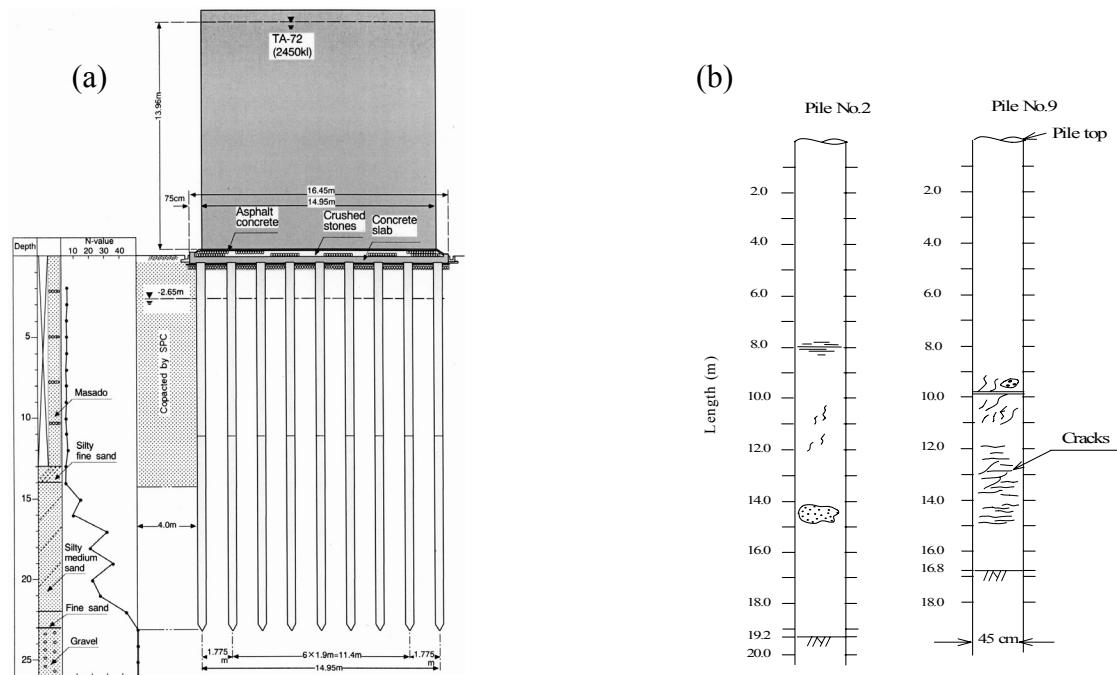 (a)
TA-72
(2450kl)
13.96m
16.45m
75cm
14.95m
Asphalt
concrete
Crushed
stones
Concrete
slab
Depth
N-value
10 20 30 40
-2.65m
5
Masado
Copacted by SPC
10
Silty
fine sand
15
4.0m
Silty
medium
sand
20
Fine sand
Gravel
25
1.775
m
6×1.9m=11.4m
1.775
m
14.95m
(b)
Pile No.2
Pile No.9
Pile top
Length (m)
2.0
4.0
6.0
8.0
10.0
12.0
14.0
16.0
18.0
19.2
20.0
2.0
4.0
6.0
8.0
10.0
12.0
Cracks
14.0
16.0
16.8
18.0
45 cm